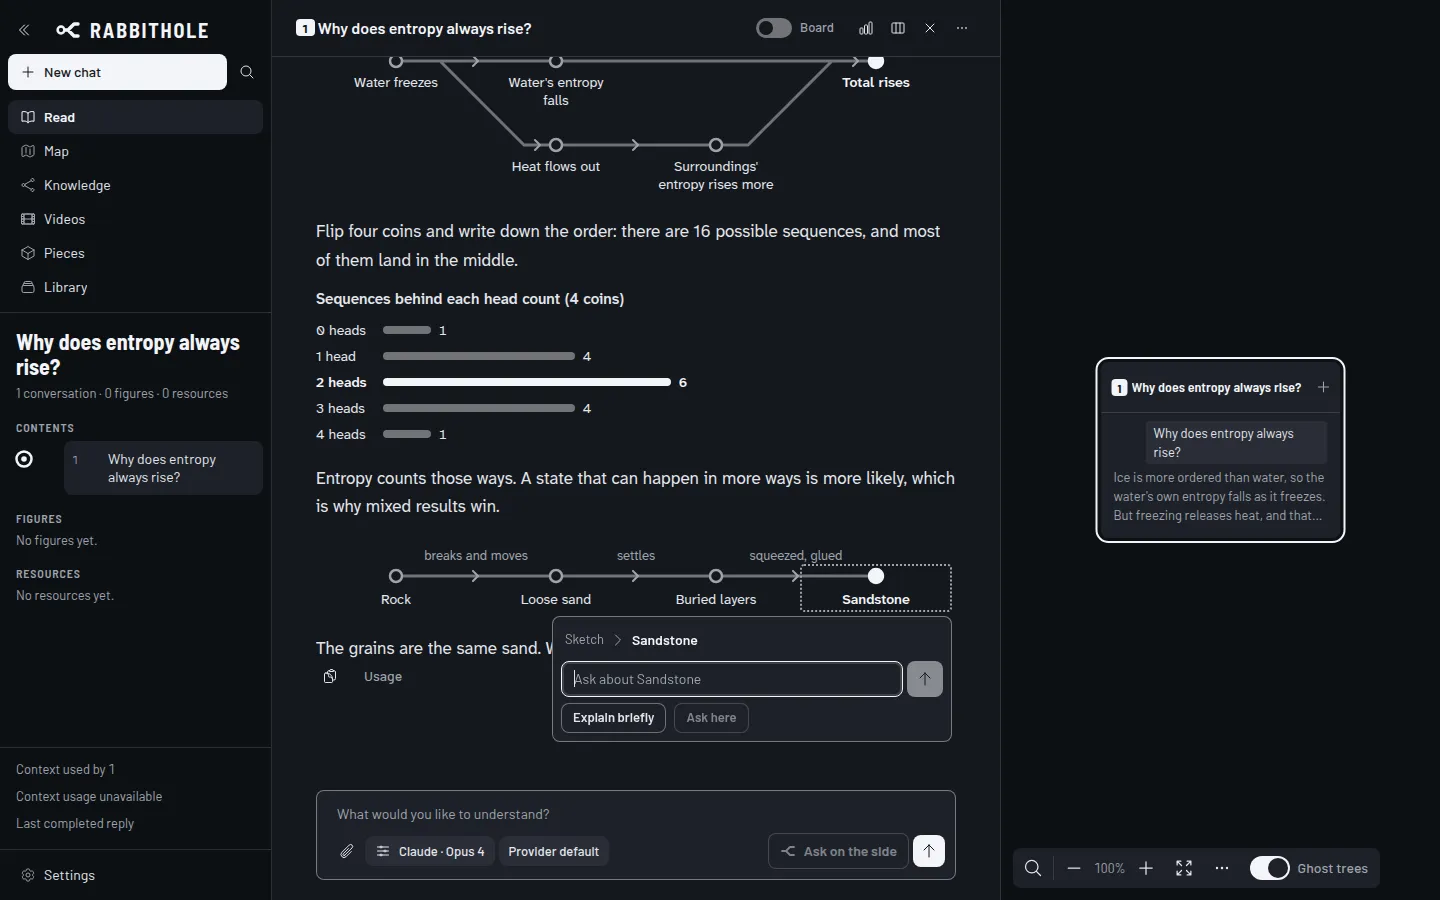 RABBITHOLE
New chat
Read
Map
Knowledge
Videos
Pieces
Library
Why does entropy always
rise?
1 conversation · 0 figures · 0 resources
CONTENTS
1 Why does entropy
always rise?
FIGURES
No figures yet.
RESOURCES
No resources yet.
Context used by 1
Context usage unavailable
Last completed reply
Settings
1 Why does entropy always rise?
Board
Water freezes
Water's entropy
falls
Total rises
Heat flows out
Surroundings'
entropy rises more
Flip four coins and write down the order: there are 16 possible sequences, and most
of them land in the middle.
Sequences behind each head count (4 coins)
0 heads 1
1 head 4
2 heads 6
3 heads 4
4 heads 1
Entropy counts those ways. A state that can happen in more ways is more likely, which
is why mixed results win.
breaks and moves settles squeezed, glued
Rock Loose sand Buried layers Sandstone
The grains are the same sand.
Usage
Sketch > Sandstone
Ask about Sandstone
Explain briefly Ask here
What would you like to understand?
Claude · Opus 4 Provider default Ask on the side
1 Why does entropy always rise?
Why does entropy always
rise?
Ice is more ordered than water, so the
water's own entropy falls as it freezes.
But freezing releases heat, and that...
100% Ghost trees